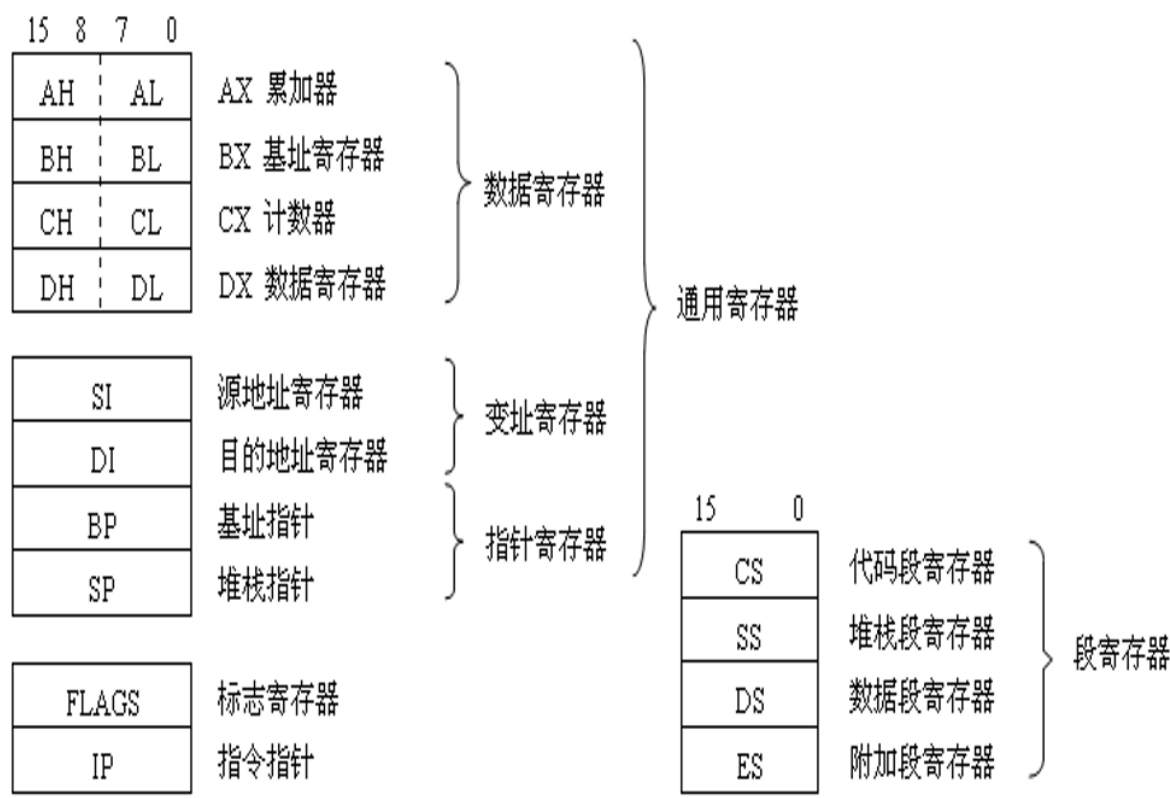 15 8 7 0
AH AL AX 累加器
BH BL BX 基址寄存器
CH CL CX 计数器
DH DL DX 数据寄存器
数据寄存器
SI 源地址寄存器
DI 目的地址寄存器
变址寄存器
BP 基址指针
SP 堆栈指针
指针寄存器
通用寄存器
FLAGS 标志寄存器
IP 指令指针
15 0
CS 代码段寄存器
SS 堆栈段寄存器
DS 数据段寄存器
ES 附加段寄存器
段寄存器